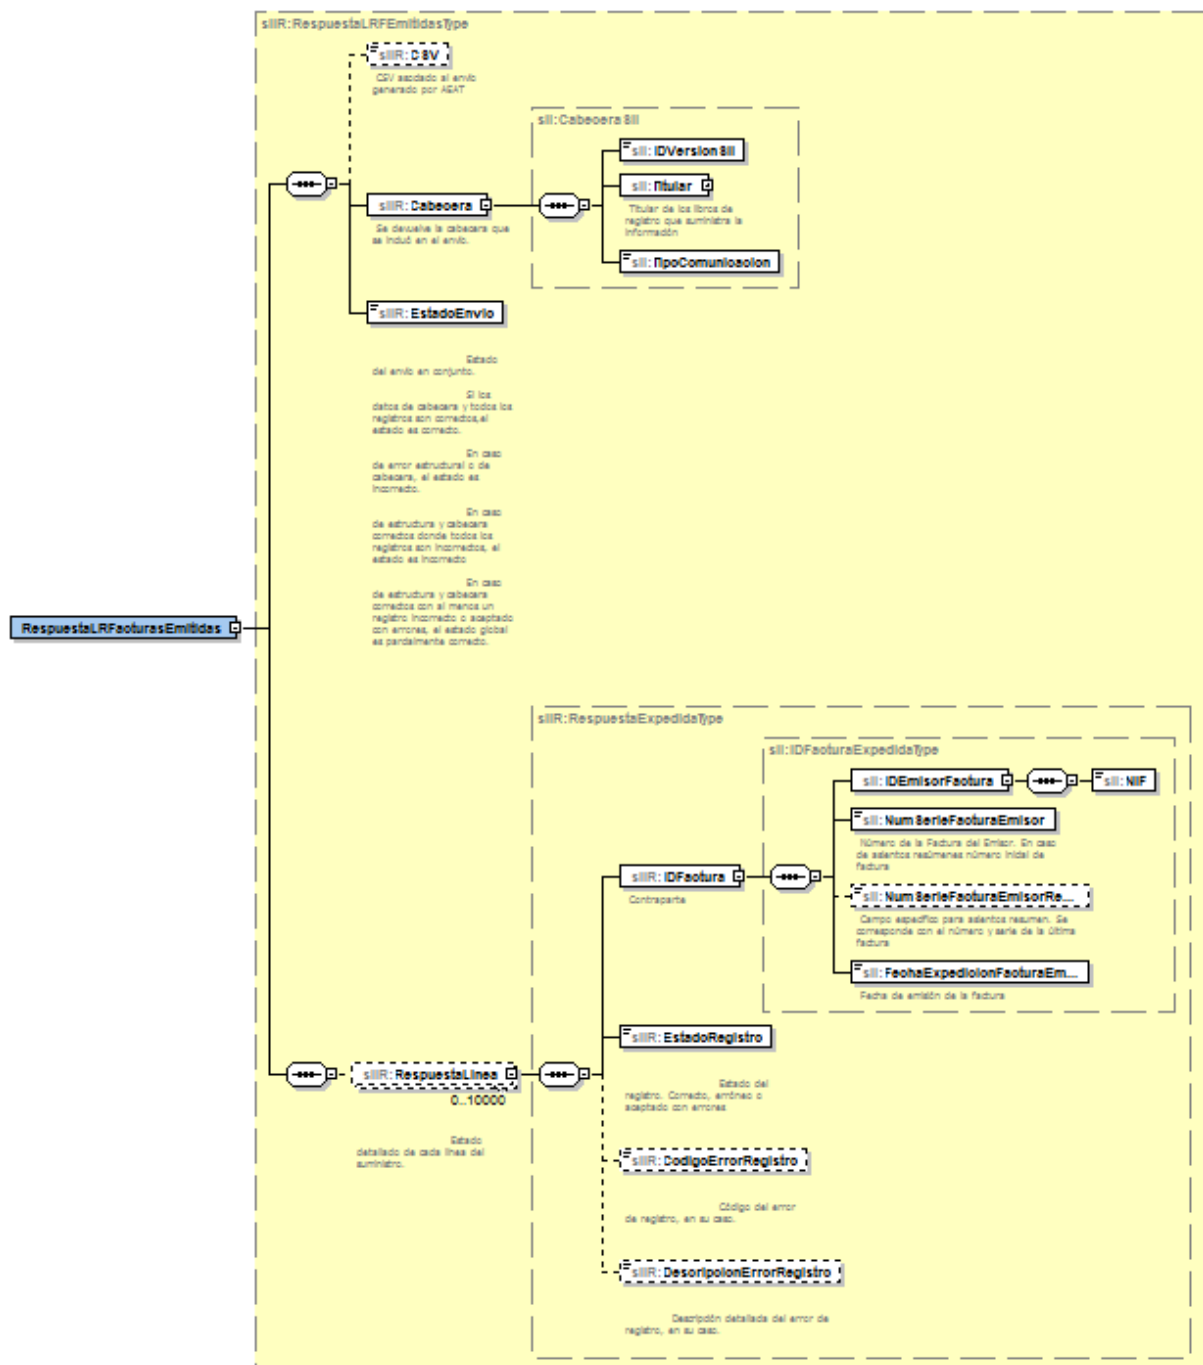 siiR:RespuestaLRFEmitidasType
siiR:CSV
CSV asociado al envío
generado por AEAT
sii:CabeceraSii
sii:IDVersionSii
sii:Titular
Titular de los libros de
registro que suministra la
información
siiR:Cabecera
Se devuelve la cabecera que
se incluó en el envío.
sii:TipoComunicacion
siiR:EstadoEnvio
Estado
del envío en conjunto.
Si los
datos de cabecera y todos los
registros son correctos,el
estado es correcto.
En caso
de error estructural o de
cabecera, el estado es
incorrecto.
En caso
de estructura y cabecera
correctos donde todos los
registros son incorrectos, el
estado es incorrecto
En caso
de estructura y cabecera
correctos con al menos un
registro incorrecto o aceptado
con errores, el estado global
es parcialmente correcto.
RespuestaLRFacturasEmitidas
siiR:RespuestaExpedidaType
sii:IDFacturaExpedidaType
sii:IDEmisorFactura
sii:NIF
sii:NumSerieFacturaEmisor
Número de la Factura del Emisor. En caso
de asientos resúmenes número inicial de
factura
siiR:IDFactura
Contraparte
sii:NumSerieFacturaEmisorRe...
Campo específico para asientos resumen. Se
corresponde con el número y serie de la última
factura
sii:FechaExpedicionFacturaEm...
Fecha de emisión de la factura
siiR:EstadoRegistro
Estado del
registro. Correcto, erróneo o
aceptado con errores
siiR:RespuestaLinea
0..10000
Estado
detallado de cada línea del
suministro.
siiR:CodigoErrorRegistro
Código del error
de registro, en su caso.
siiR:DescripcionErrorRegistro
Descripción detallada del error de
registro, en su caso.